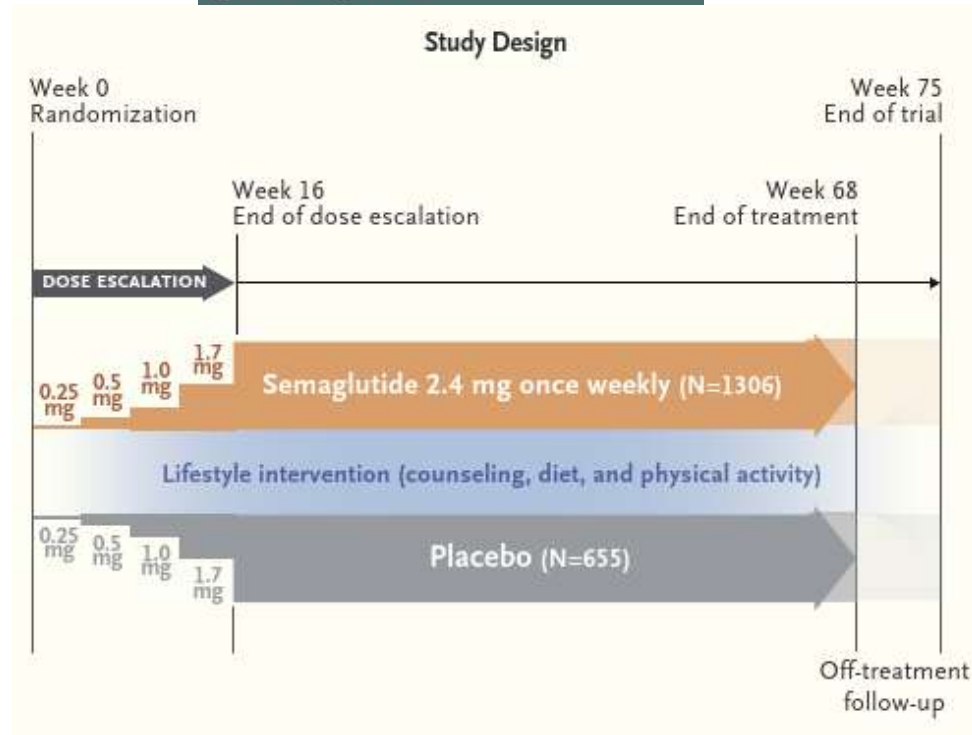 Study Design
Week 0
Randomization
Week 75
End of trial
Week 16
End of dose escalation
Week 68
End of treatment
DOSE ESCALATION
0.25
mg
0.5
mg
1.0
mg
1.7
mg
Semaglutide 2.4 mg once weekly (N=1306)
Lifestyle intervention (counseling, diet, and physical activity)
0.25
mg
0.5
mg
1.0
mg
1.7
mg
Placebo (N=655)
Off-treatment
follow-up